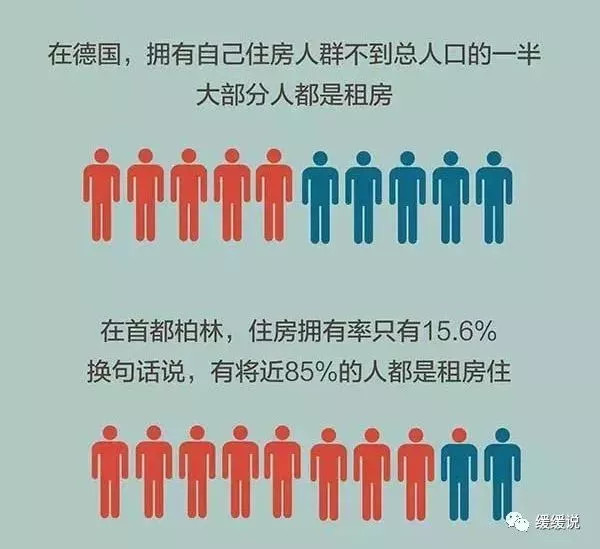 在德国，拥有自己住房人群不到总人口的一半
大部分人都是租房
在首都柏林，住房拥有率只有15.6%
换句话说，有将近85%的人都是租房住
缓缓说